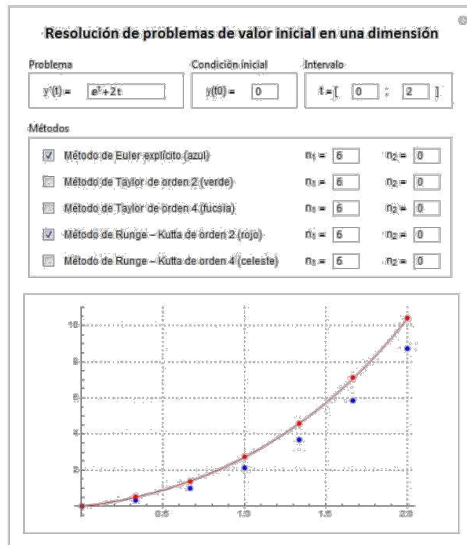 Resolución de problemas de valor inicial en una dimensión
Problema Condición inicial Intervalo
y'(t) = e^t+2t y(t0) = 0 t = [ 0 ; 2 ]
Métodos
Método de Euler explícito (azul) n₁ = 6 n₂ = 0
Método de Taylor de orden 2 (verde) n₁ = 6 n₂ = 0
Método de Taylor de orden 4 (fucsia) n₁ = 6 n₂ = 0
Método de Runge – Kutta de orden 2 (rojo) n₁ = 6 n₂ = 0
Método de Runge – Kutta de orden 4 (celeste) n₁ = 6 n₂ = 0
0.5 1.0 1.5 2.0